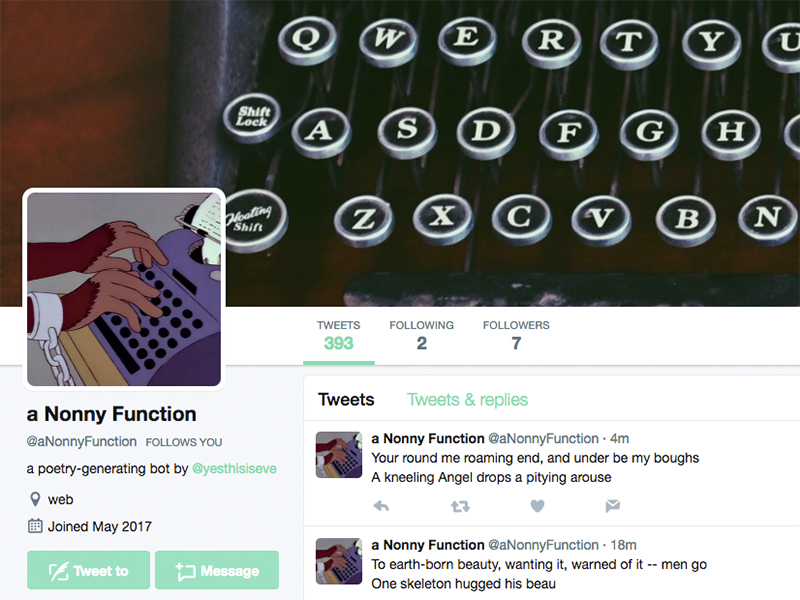 Q W E R T Y U
Shift Lock A S D F G H
Floating Shift Z X C V B N
TWEETS FOLLOWING FOLLOWERS
393 2 7
a Nonny Function
@aNonnyFunction FOLLOWS YOU
a poetry-generating bot by @yesthisiseve
web
Joined May 2017
Tweet to Message
Tweets Tweets & replies
a Nonny Function @aNonnyFunction · 4m
Your round me roaming end, and under be my boughs
A kneeling Angel drops a pitying arouse
a Nonny Function @aNonnyFunction · 18m
To earth-born beauty, wanting it, warned of it -- men go
One skeleton hugged his beau